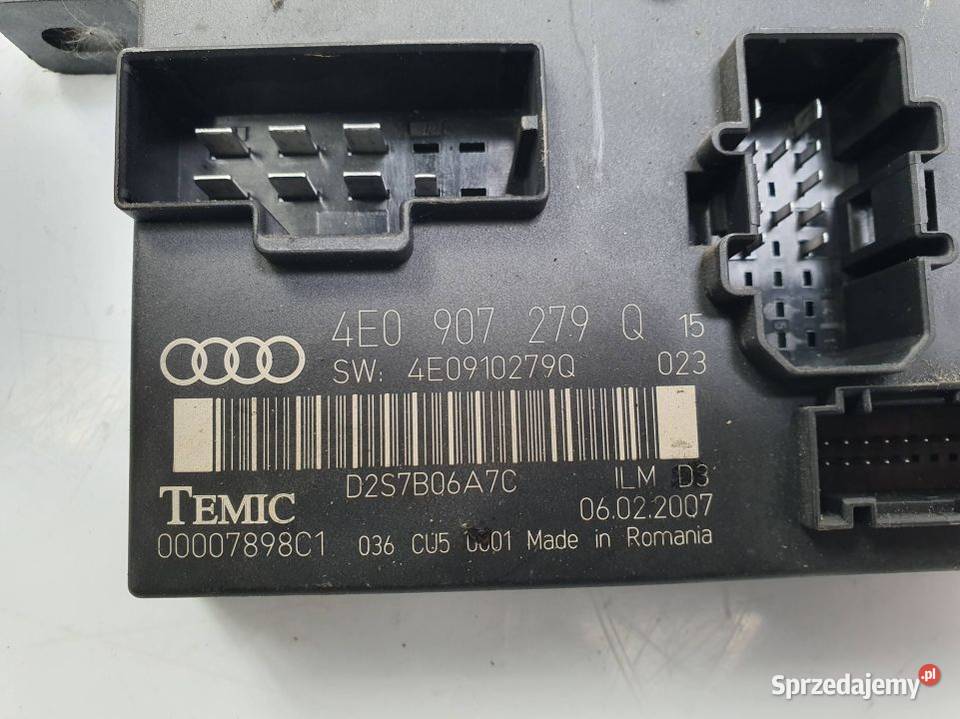 4E0 907 279 Q 15
SW: 4E0910279Q 023
D2S7B06A7C ILM D3
TEMIC 06.02.2007
00007898C1 036 CU5 0001 Made in Romania
Sprzedajemy.pl